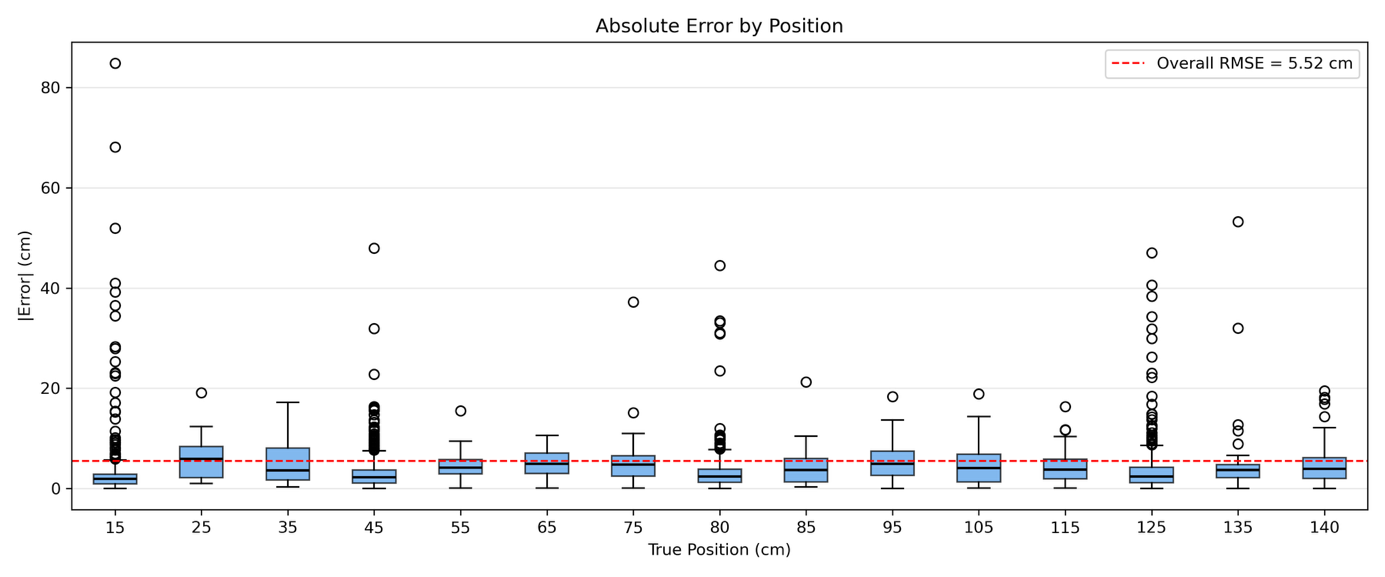 Absolute Error by Position
Overall RMSE = 5.52 cm
80
60
40
20
0
|Error| (cm)
15 25 35 45 55 65 75 80 85 95 105 115 125 135 140
True Position (cm)